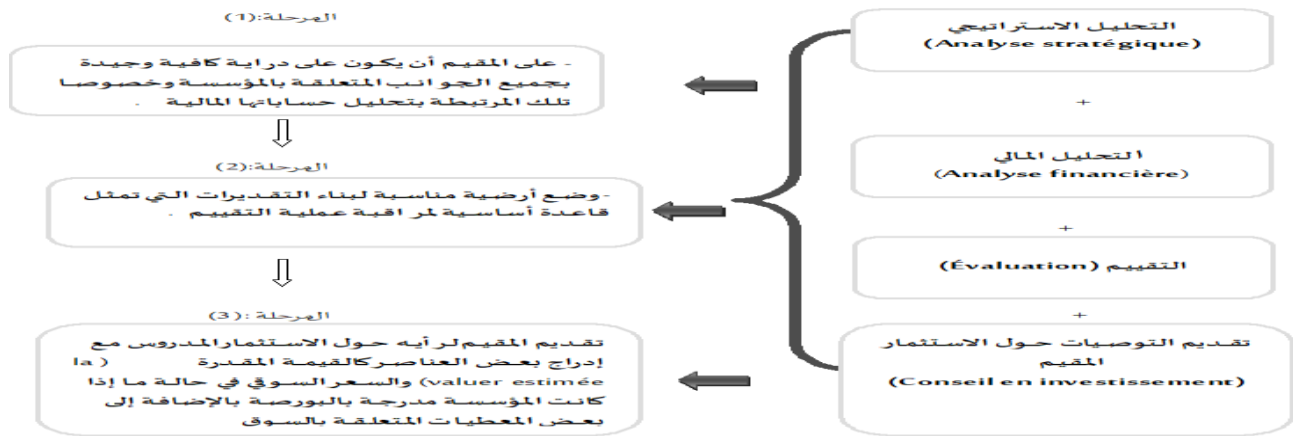 التحليل الاستراتيجي
(Analyse stratégique)
+
التحليل المالي
(Analyse financière)
+
التقييم (Évaluation)
+
تقديم التوصيات حول الاستثمار
المقيم
(Conseil en investissement)
المرحلة:(1)
- على المقيم أن يكون على دراية كافية وجيدة
بجميع الجوانب المتعلقة بالمؤسسة وخصوصا
تلك المرتبطة بتحليل حساباتها المالية .
المرحلة:(2)
-وضع أرضية مناسبة لبناء التقديرات التي تمثل
قاعدة أساسية لمراقبة عملية التقييم .
المرحلة :(3)
تقديم المقيم لرأيه حول الاستثمار المدروس مع
إدراج بعض العناصر كالقيمة المقدرة (la
valuer estimée) والسعر السوقي في حالة ما إذا
كانت المؤسسة مدرجة بالبورصة بالإضافة إلى
بعض المعطيات المتعلقة بالسوق